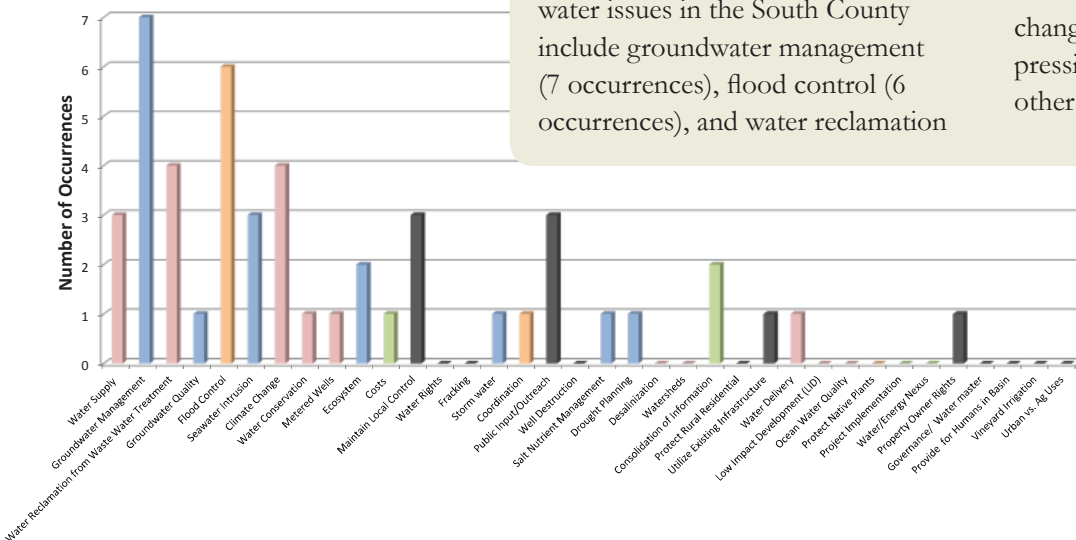 water issues in the South County
include groundwater management
(7 occurrences), flood control (6
occurrences), and water reclamation
chang
pressi
other
Number of Occurrences
7
6
5
4
3
2
1
0
Water Supply
Groundwater Management
Water Reclamation from Waste Water Treatment
Groundwater Quality
Flood Control
Seawater Intrusion
Climate Change
Water Conservation
Metered Wells
Ecosystem
Costs
Maintain Local Control
Water Rights
Fracking
Storm water
Coordination
Public Input/Outreach
Well Destruction
Salt Nutrient Management
Drought Planning
Desalinization
Watersheds
Consolidation of Information
Protect Rural Residential
Utilize Existing Infrastructure
Water Delivery
Low Impact Development (LID)
Ocean Water Quality
Protect Native Plants
Project Implementation
Water/Energy Nexus
Property Owner Rights
Governance/ Water master
Provide for Humans in Basin
Vineyard Irrigation
Urban vs. Ag Uses